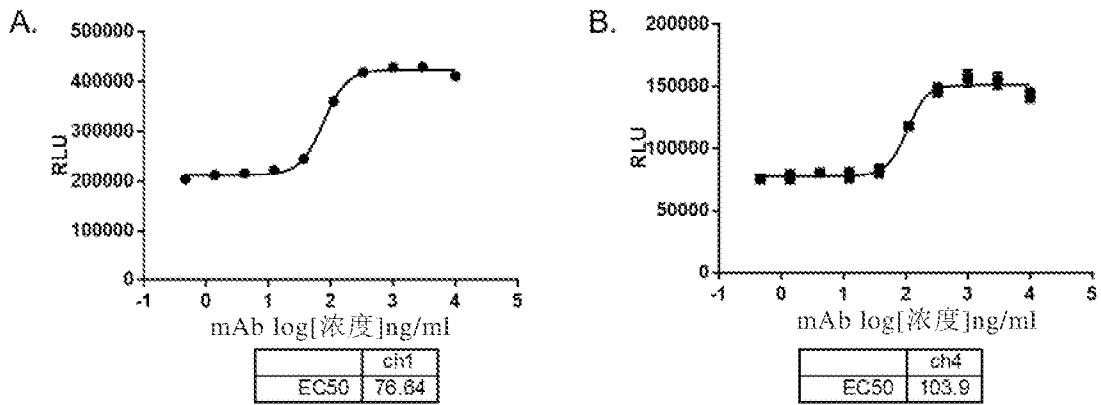 A.
500000
400000
300000
200000
100000
0
RLU
-1 0 1 2 3 4 5
mAb log[浓度]ng/ml
ch1
EC50 76.64
B.
200000
150000
100000
50000
0
RLU
-1 0 1 2 3 4 5
mAb log[浓度]ng/ml
ch4
EC50 103.9